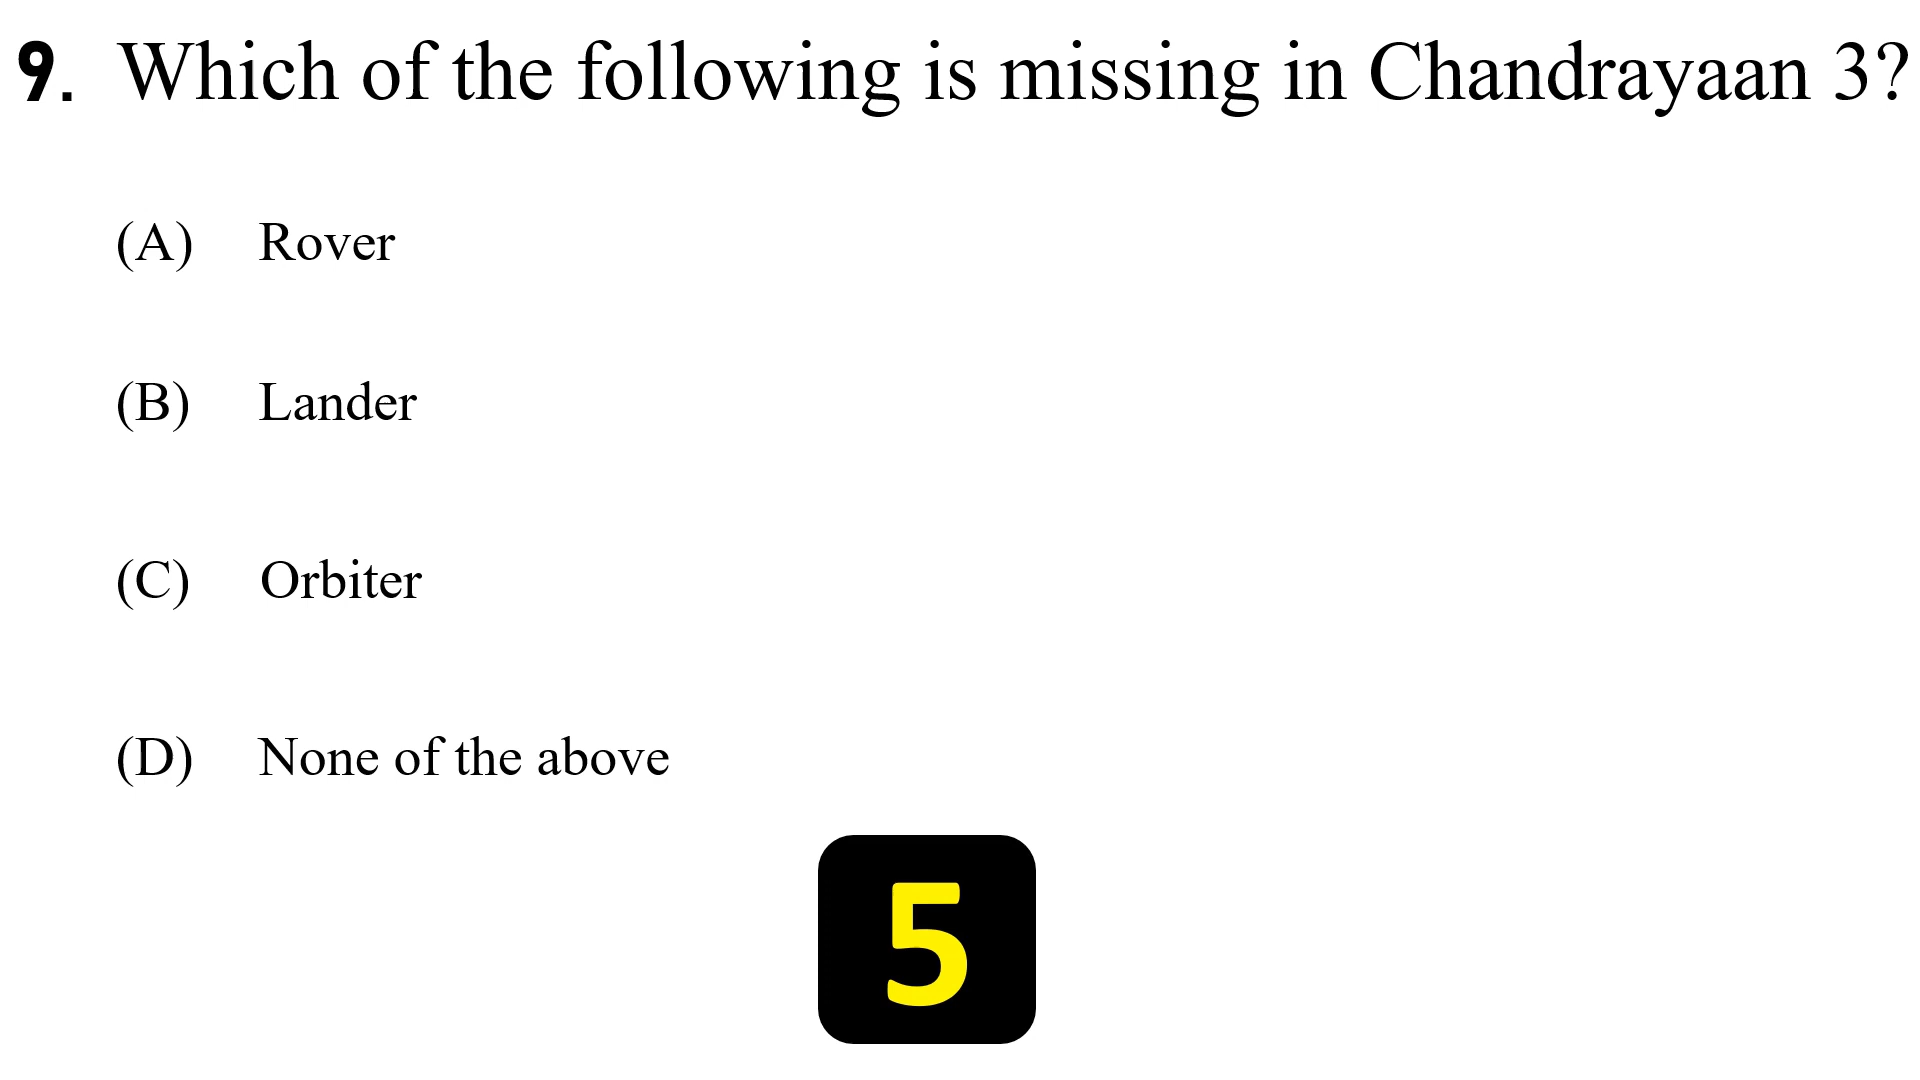 9. Which of the following is missing in Chandrayaan 3?
(A) Rover
(B) Lander
(C) Orbiter
(D) None of the above
5